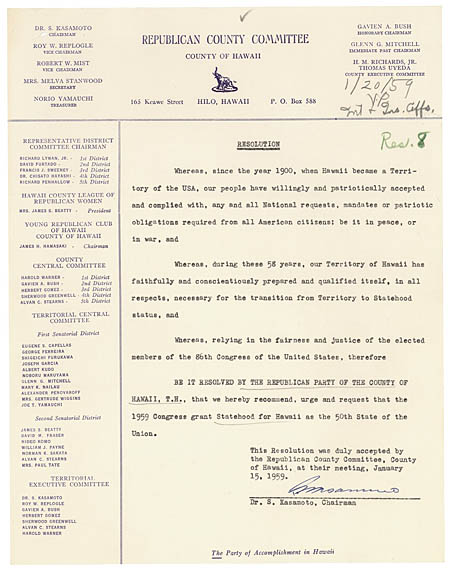 DR. S. KASAMOTO
CHAIRMAN
ROY W. REPLOGLE
VICE CHAIRMAN
ROBERT W. MIST
VICE CHAIRMAN
MRS. MELVA STANWOOD
SECRETARY
NORIO YAMAUCHI
TREASURER
REPUBLICAN COUNTY COMMITTEE
COUNTY OF HAWAII
165 Keawe Street HILO, HAWAII P. O. Box 588
GAVIEN A. BUSH
HONORARY CHAIRMAN
GLENN G. MITCHELL
IMMEDIATE PAST CHAIRMAN
H. M. RICHARDS, JR.
THOMAS UYEDA
COUNTY EXECUTIVE COMMITTEE
1/20/59
Int & Ins. Affs.
Res. 8
REPRESENTATIVE DISTRICT
COMMITTEE CHAIRMAN
RICHARD LYMAN, JR. - 1st District
DAVID FURTADO - 2nd District
FRANCIS J. SWEENEY - 3rd District
DR. CHISATO HAYASHI - 4th District
RICHARD PENHALLOW - 5th District
HAWAII COUNTY LEAGUE OF
REPUBLICAN WOMEN
MRS. JAMES S. BEATTY - President
YOUNG REPUBLICAN CLUB
OF HAWAII
COUNTY OF HAWAII
JAMES H. HAMASAKI - Chairman
COUNTY
CENTRAL COMMITTEE
HAROLD WARNER - 1st District
GAVIEN A. BUSH - 2nd District
HERBERT GOMEZ - 3rd District
SHERWOOD GREENWELL - 4th District
ALVAN C. STEARNS - 5th District
TERRITORIAL CENTRAL
COMMITTEE
First Senatorial District
EUGENE S. CAPELLAS
GEORGE FERREIRA
SHIGEICHI FURUKAWA
JOSEPH GARCIA
ALBERT KUDO
NOBORU MARUYAMA
GLENN G. MITCHELL
MARY K. NAILAU
ALEXANDER PENOVAROFF
MRS. GERTRUDE WIGGINS
JOE T. YAMAUCHI
Second Senatorial District
JAMES S. BEATTY
DAVID M. FRASER
HIDEO KOMO
WILLIAM J. PAYNE
NORMAN K. SAKATA
ALVAN C. STEARNS
MRS. PAUL TATE
TERRITORIAL
EXECUTIVE COMMITTEE
DR. S. KASAMOTO
ROY W. REPLOGLE
GAVIEN A. BUSH
HERBERT GOMEZ
SHERWOOD GREENWELL
ALVAN C. STEARNS
HAROLD WARNER
RESOLUTION
Whereas, since the year 1900, when Hawaii became a Terri-
tory of the USA, our people have willingly and patriotically accepted
and complied with, any and all National requests, mandates or patriotic
obligations required from all American citizens: be it in peace, or
in war, and
Whereas, during these 58 years, our Territory of Hawaii has
faithfully and conscientiously prepared and qualified itself, in all
respects, necessary for the transition from Territory to Statehood
status, and
Whereas, relying in the fairness and justice of the elected
members of the 86th Congress of the United States, therefore
BE IT RESOLVED BY THE REPUBLICAN PARTY OF THE COUNTY OF
HAWAII, T.H., that we hereby recommend, urge and request that the
1959 Congress grant Statehood for Hawaii as the 50th State of the
Union.
This Resolution was duly accepted by
the Republican County Committee, County
of Hawaii, at their meeting, January
15, 1959.
Dr. S. Kasamoto, Chairman
The Party of Accomplishment in Hawaii